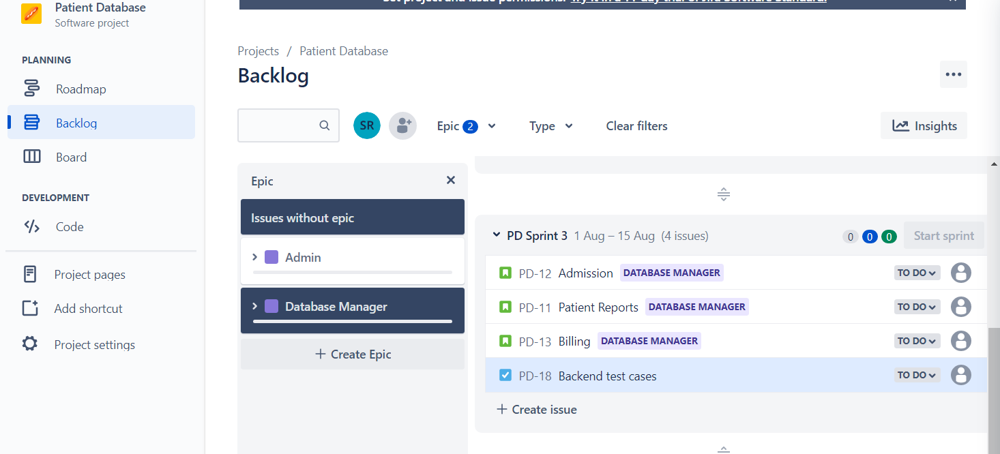 Patient Database
Software project
PLANNING
Roadmap
Backlog
Board
DEVELOPMENT
Code
Project pages
Add shortcut
Project settings
Projects / Patient Database
Backlog
SR
Epic 2
Type
Clear filters
Insights
Epic
Issues without epic
Admin
Database Manager
+ Create Epic
PD Sprint 3 1 Aug – 15 Aug (4 issues)
0 0 0 Start sprint
PD-12 Admission DATABASE MANAGER TO DO
PD-11 Patient Reports DATABASE MANAGER TO DO
PD-13 Billing DATABASE MANAGER TO DO
PD-18 Backend test cases TO DO
+ Create issue